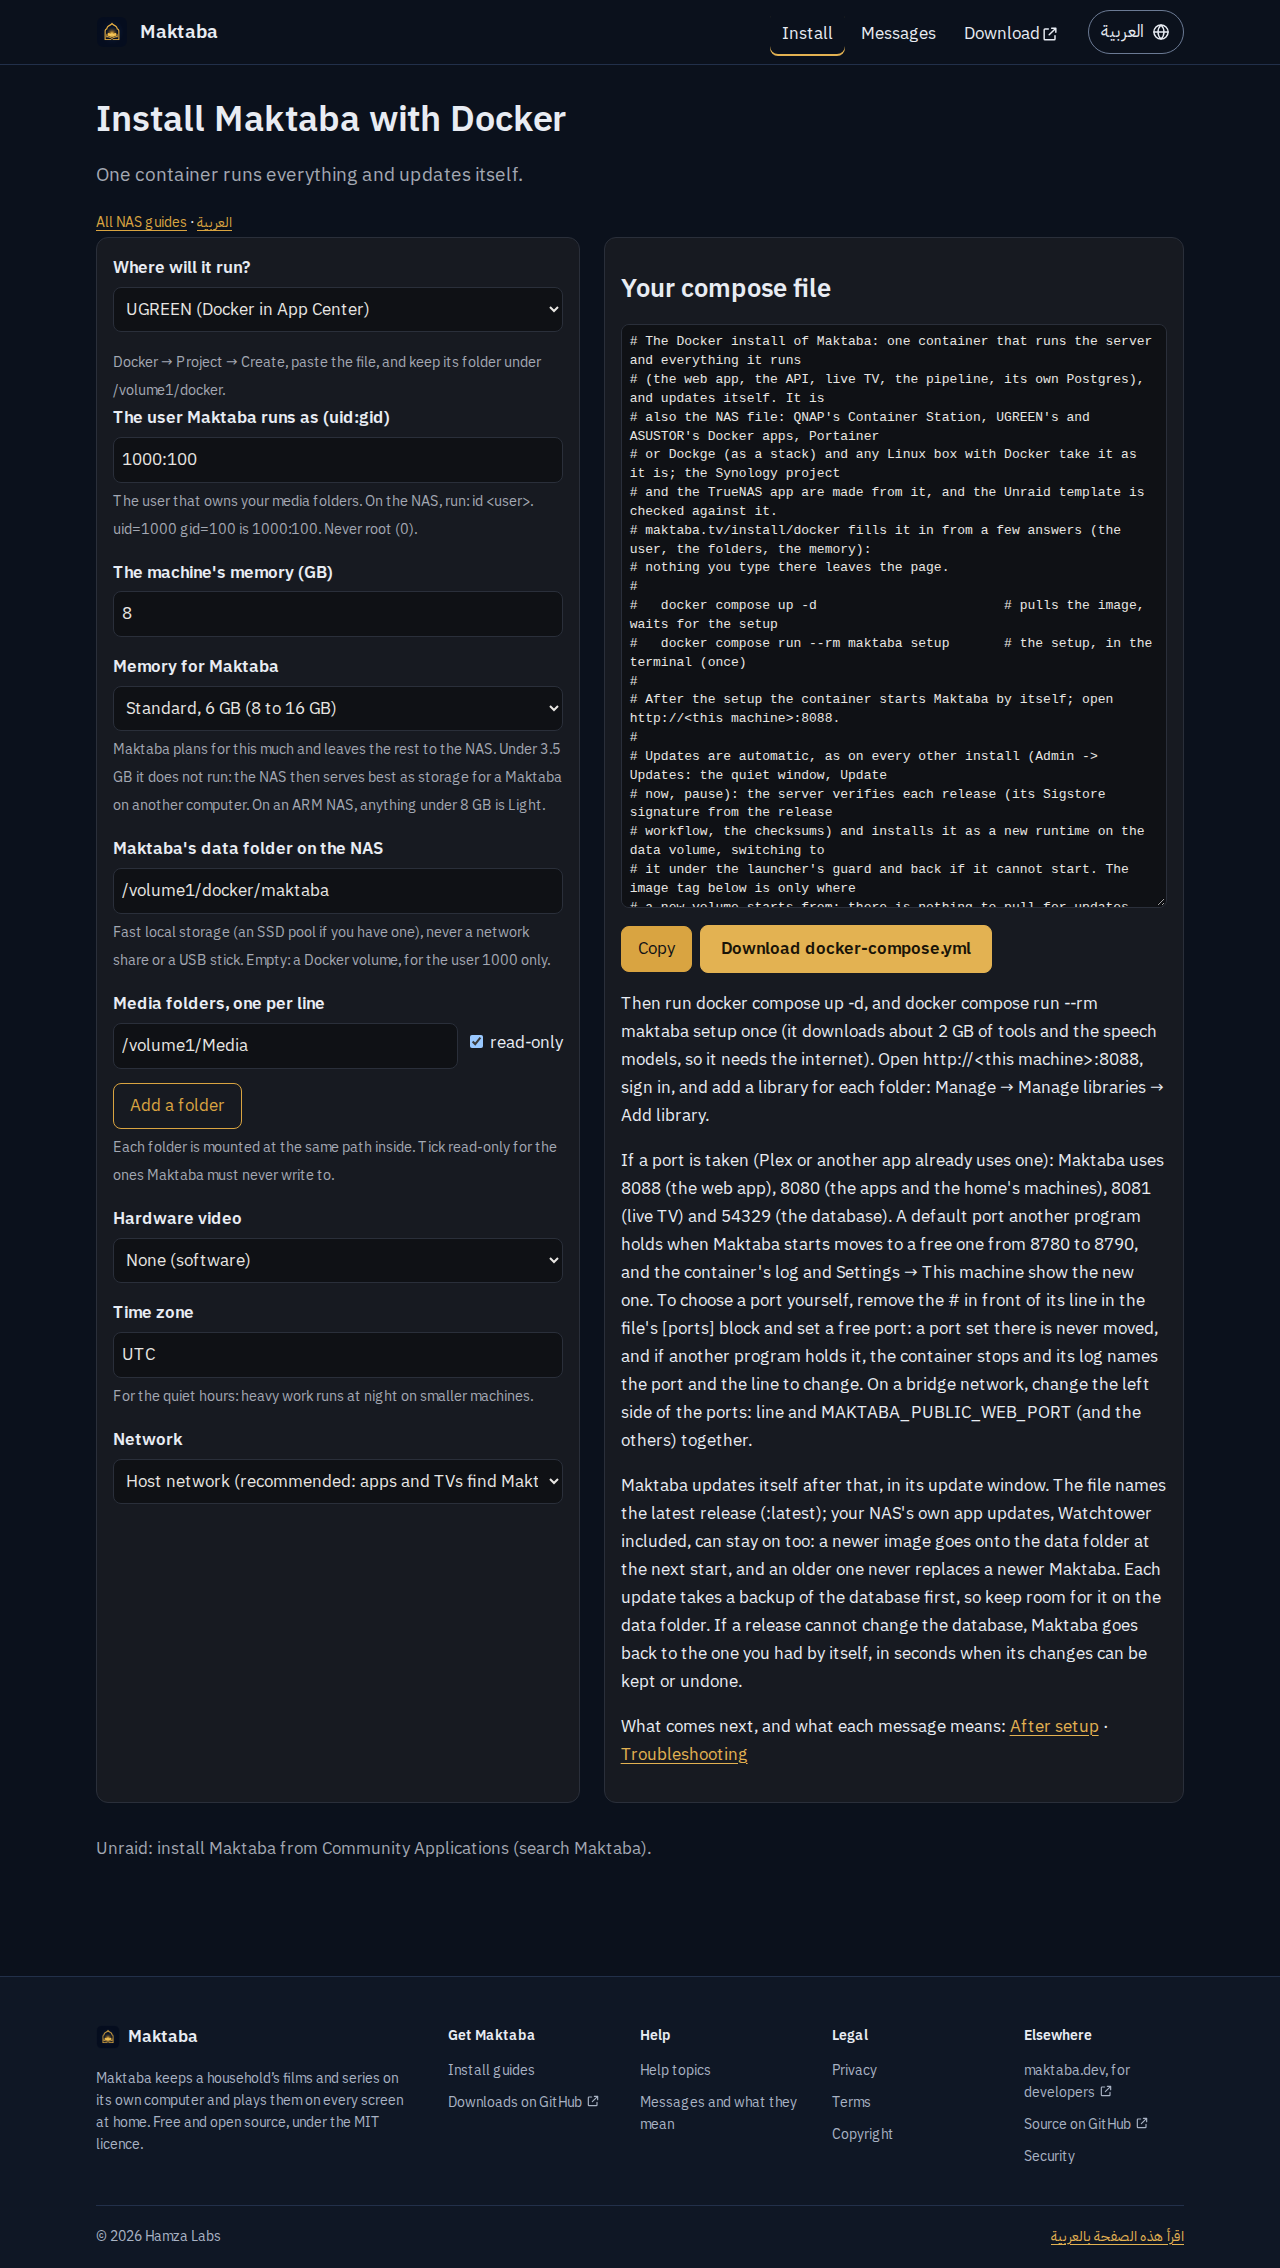 Maktaba
Install
Messages
Download
العربية
Install Maktaba with Docker
One container runs everything and updates itself.
All NAS guides · العربية
Where will it run?
UGREEN (Docker in App Center)
Docker → Project → Create, paste the file, and keep its folder under
/volume1/docker.
The user Maktaba runs as (uid:gid)
1000:100
The user that owns your media folders. On the NAS, run: id <user>.
uid=1000 gid=100 is 1000:100. Never root (0).
The machine's memory (GB)
8
Memory for Maktaba
Standard, 6 GB (8 to 16 GB)
Maktaba plans for this much and leaves the rest to the NAS. Under 3.5
GB it does not run: the NAS then serves best as storage for a Maktaba
on another computer. On an ARM NAS, anything under 8 GB is Light.
Maktaba's data folder on the NAS
/volume1/docker/maktaba
Fast local storage (an SSD pool if you have one), never a network
share or a USB stick. Empty: a Docker volume, for the user 1000 only.
Media folders, one per line
/volume1/Media
read-only
Add a folder
Each folder is mounted at the same path inside. Tick read-only for the
ones Maktaba must never write to.
Hardware video
None (software)
Time zone
UTC
For the quiet hours: heavy work runs at night on smaller machines.
Network
Host network (recommended: apps and TVs find Makt
Your compose file
# The Docker install of Maktaba: one container that runs the server
and everything it runs
# (the web app, the API, live TV, the pipeline, its own Postgres),
and updates itself. It is
# also the NAS file: QNAP's Container Station, UGREEN's and
ASUSTOR's Docker apps, Portainer
# or Dockge (as a stack) and any Linux box with Docker take it as
it is; the Synology project
# and the TrueNAS app are made from it, and the Unraid template is
checked against it.
# maktaba.tv/install/docker fills it in from a few answers (the
user, the folders, the memory):
# nothing you type there leaves the page.
#
#   docker compose up -d                        # pulls the image,
waits for the setup
#   docker compose run --rm maktaba setup       # the setup, in the
terminal (once)
#
# After the setup the container starts Maktaba by itself; open
http://<this machine>:8088.
#
# Updates are automatic, as on every other install (Admin ->
Updates: the quiet window, Update
# now, pause): the server verifies each release (its Sigstore
signature from the release
# workflow, the checksums) and installs it as a new runtime on the
data volume, switching to
# it under the launcher's guard and back if it cannot start. The
image tag below is only where
# a new volume starts from: there is nothing to pull for updates
Copy
Download docker-compose.yml
Then run docker compose up -d, and docker compose run --rm
maktaba setup once (it downloads about 2 GB of tools and the speech
models, so it needs the internet). Open http://<this machine>:8088,
sign in, and add a library for each folder: Manage → Manage libraries →
Add library.
If a port is taken (Plex or another app already uses one): Maktaba uses
8088 (the web app), 8080 (the apps and the home's machines), 8081
(live TV) and 54329 (the database). A default port another program
holds when Maktaba starts moves to a free one from 8780 to 8790,
and the container's log and Settings → This machine show the new
one. To choose a port yourself, remove the # in front of its line in the
file's [ports] block and set a free port: a port set there is never moved,
and if another program holds it, the container stops and its log names
the port and the line to change. On a bridge network, change the left
side of the ports: line and MAKTABA_PUBLIC_WEB_PORT (and the
others) together.
Maktaba updates itself after that, in its update window. The file names
the latest release (:latest); your NAS's own app updates, Watchtower
included, can stay on too: a newer image goes onto the data folder at
the next start, and an older one never replaces a newer Maktaba. Each
update takes a backup of the database first, so keep room for it on the
data folder. If a release cannot change the database, Maktaba goes
back to the one you had by itself, in seconds when its changes can be
kept or undone.
What comes next, and what each message means: After setup ·
Troubleshooting
Unraid: install Maktaba from Community Applications (search Maktaba).
Maktaba
Maktaba keeps a household’s films and series on
its own computer and plays them on every screen
at home. Free and open source, under the MIT
licence.
Get Maktaba
Install guides
Downloads on GitHub
Help
Help topics
Messages and what they
mean
Legal
Privacy
Terms
Copyright
Elsewhere
maktaba.dev, for
developers
Source on GitHub
Security
© 2026 Hamza Labs
اقرأ هذه الصفحة بالعربية